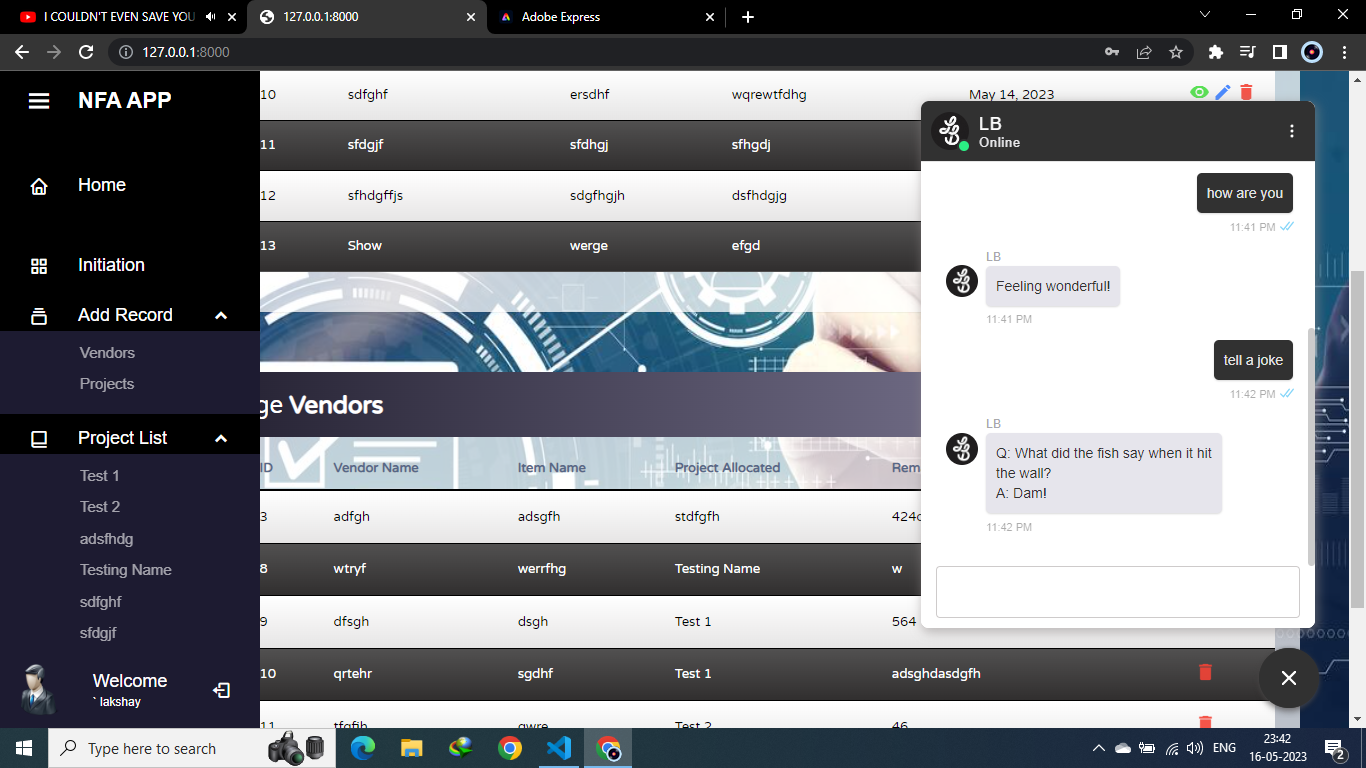 I COULDN'T EVEN SAVE YOU
127.0.0.1:8000
Adobe Express
127.0.0.1:8000
NFA APP
Home
Initiation
Add Record
Vendors
Projects
Project List
Test 1
Test 2
adsfhdg
Testing Name
sdfghf
sfdgjf
Welcome
` lakshay
10 sdfghf ersdhf wqrewtfdhg May 14, 2023
11 sfdgjf sfdhgj sfhgdj
12 sfhdgffjs sdgfhgjh dsfhdgjg
13 Show werge efgd
ge Vendors
ID Vendor Name Item Name Project Allocated Rem
3 adfgh adsgfh stdfgfh 424
8 wtryf werrfhg Testing Name w
9 dfsgh dsgh Test 1 564
10 qrtehr sgdhf Test 1 adsghdasdgfh
11 Test 2 46
LB
Online
how are you
11:41 PM
LB
Feeling wonderful!
11:41 PM
tell a joke
11:42 PM
LB
Q: What did the fish say when it hit
the wall?
A: Dam!
11:42 PM
Type here to search
ENG
23:42
16-05-2023
2